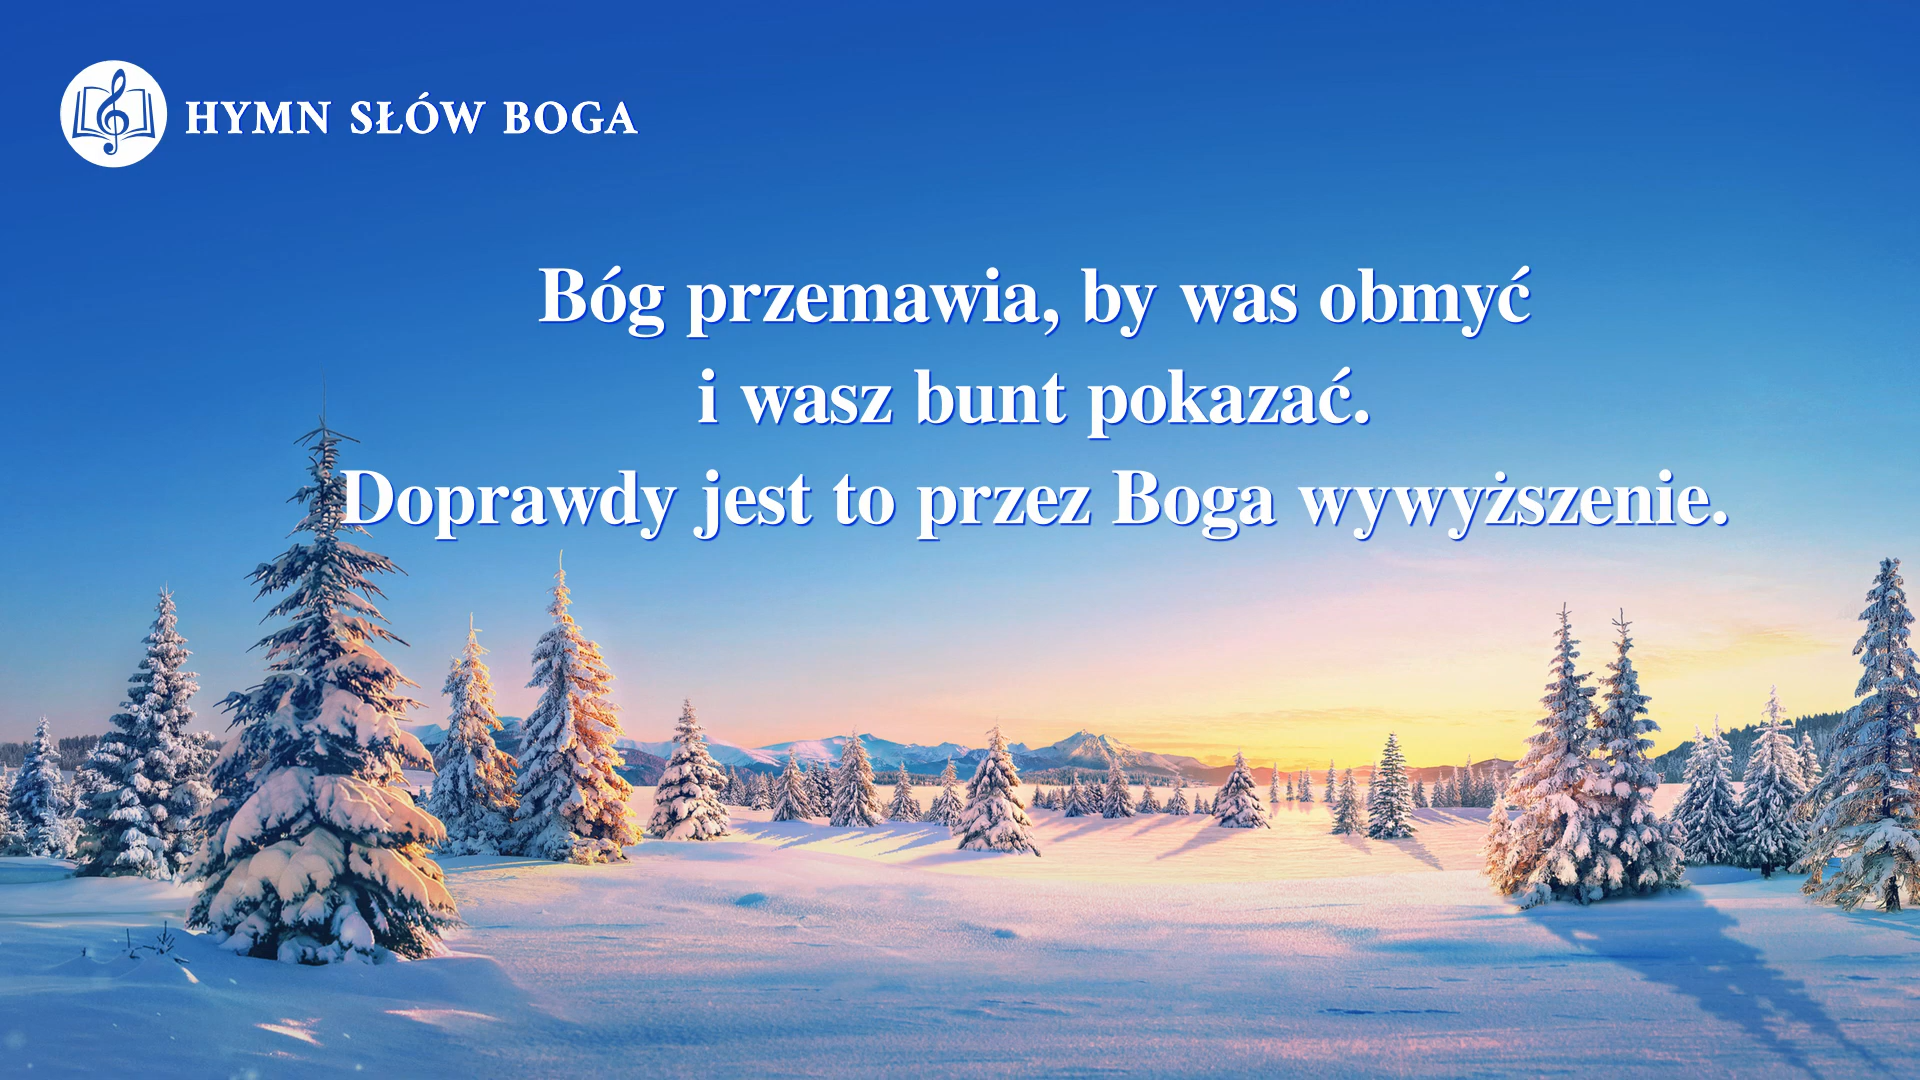 HYMN SŁÓW BOGA
Bóg przemawia, by was obmyć
i wasz bunt pokazać.
Doprawdy jest to przez Boga wywyższenie.